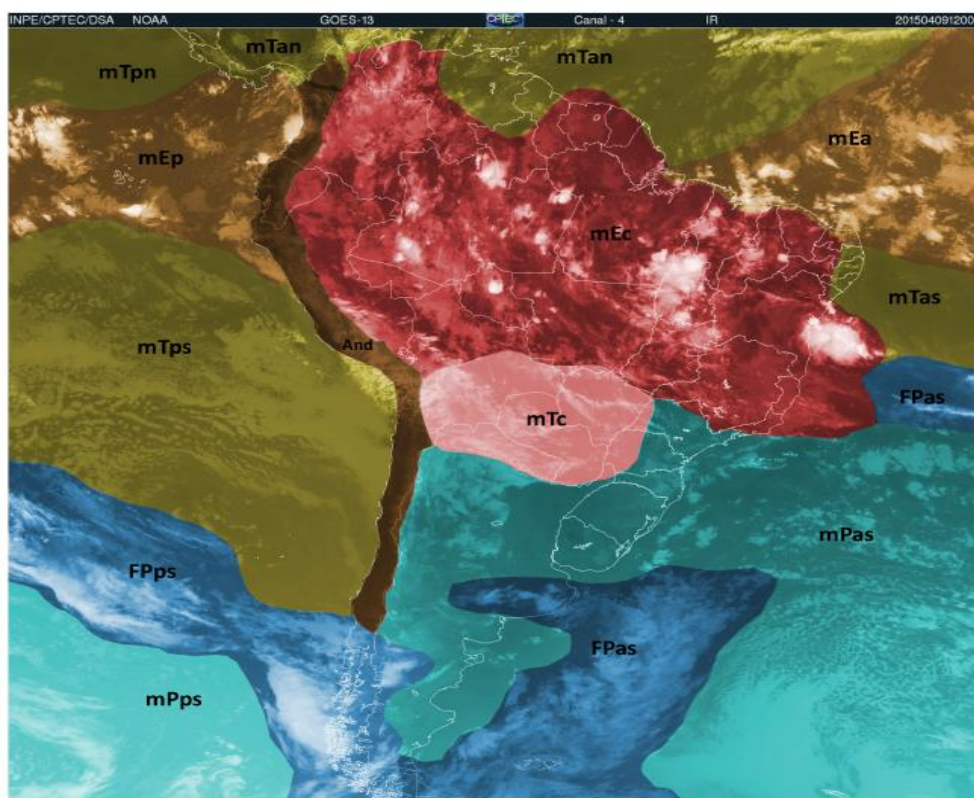 INPE/CPTEC/DSA NOAA GOES-13 CPTEC Canal - 4 IR 201504091200
mTan
mTpn
mTan
mEp
mEa
mEc
mTas
mTps
And
FPas
mTc
mPas
FPps
FPas
mPps